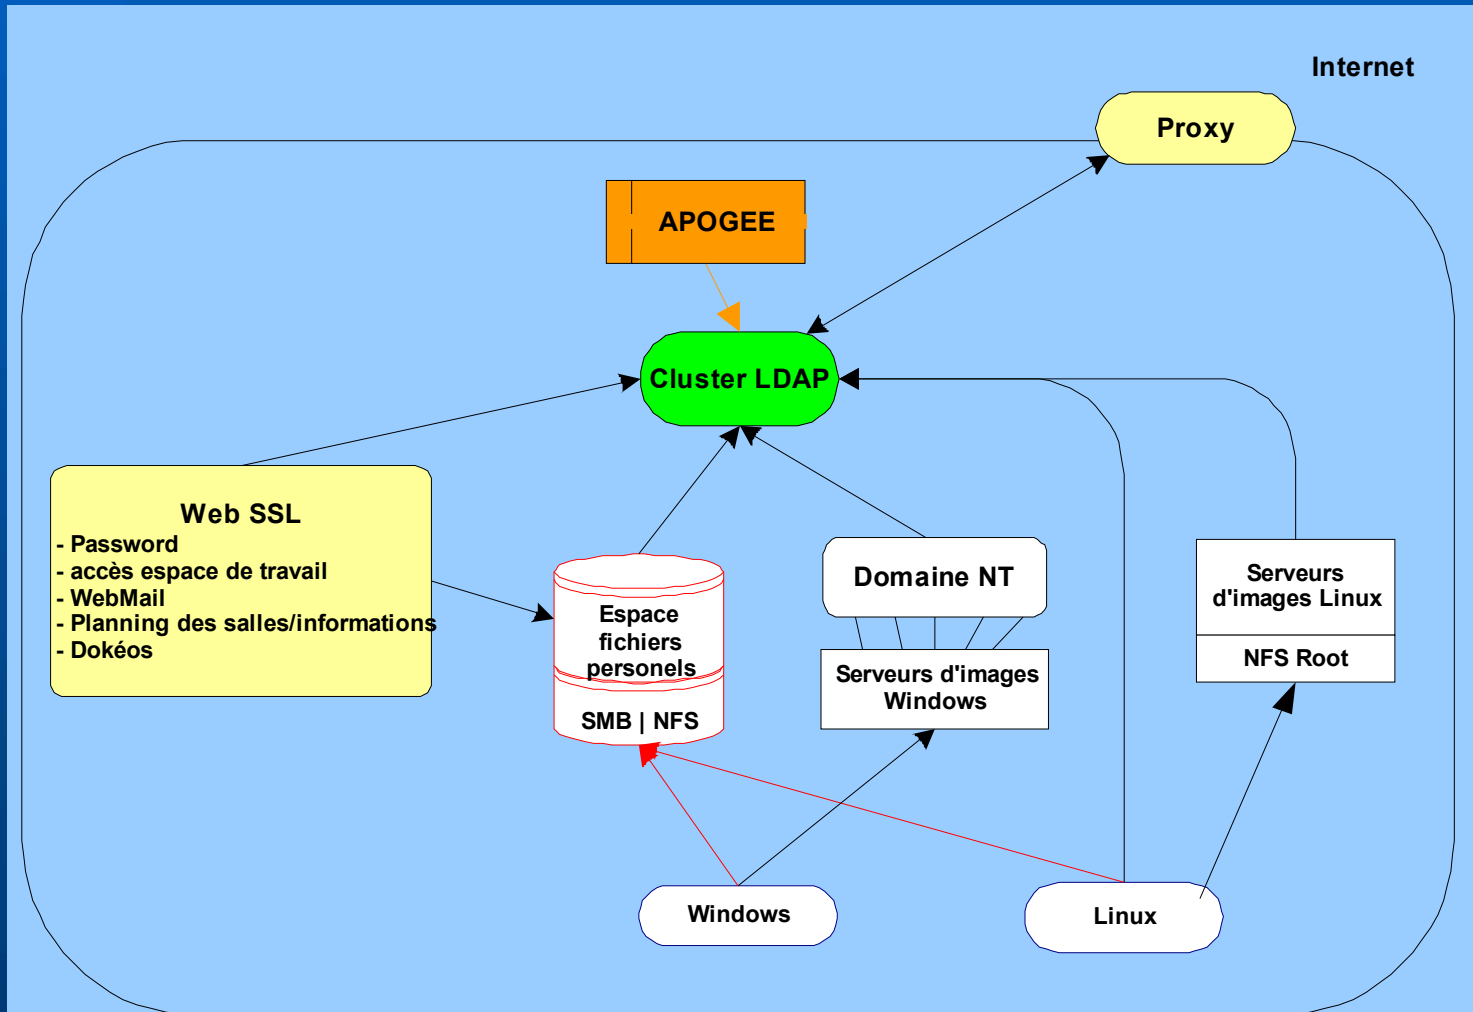 Internet
Proxy
APOGEE
Cluster LDAP
Web SSL
- Password
- accès espace de travail
- WebMail
- Planning des salles/informations
- Dokéos
Espace
fichiers
personels
SMB | NFS
Domaine NT
Serveurs d'images
Windows
Serveurs
d'images Linux
NFS Root
Windows
Linux